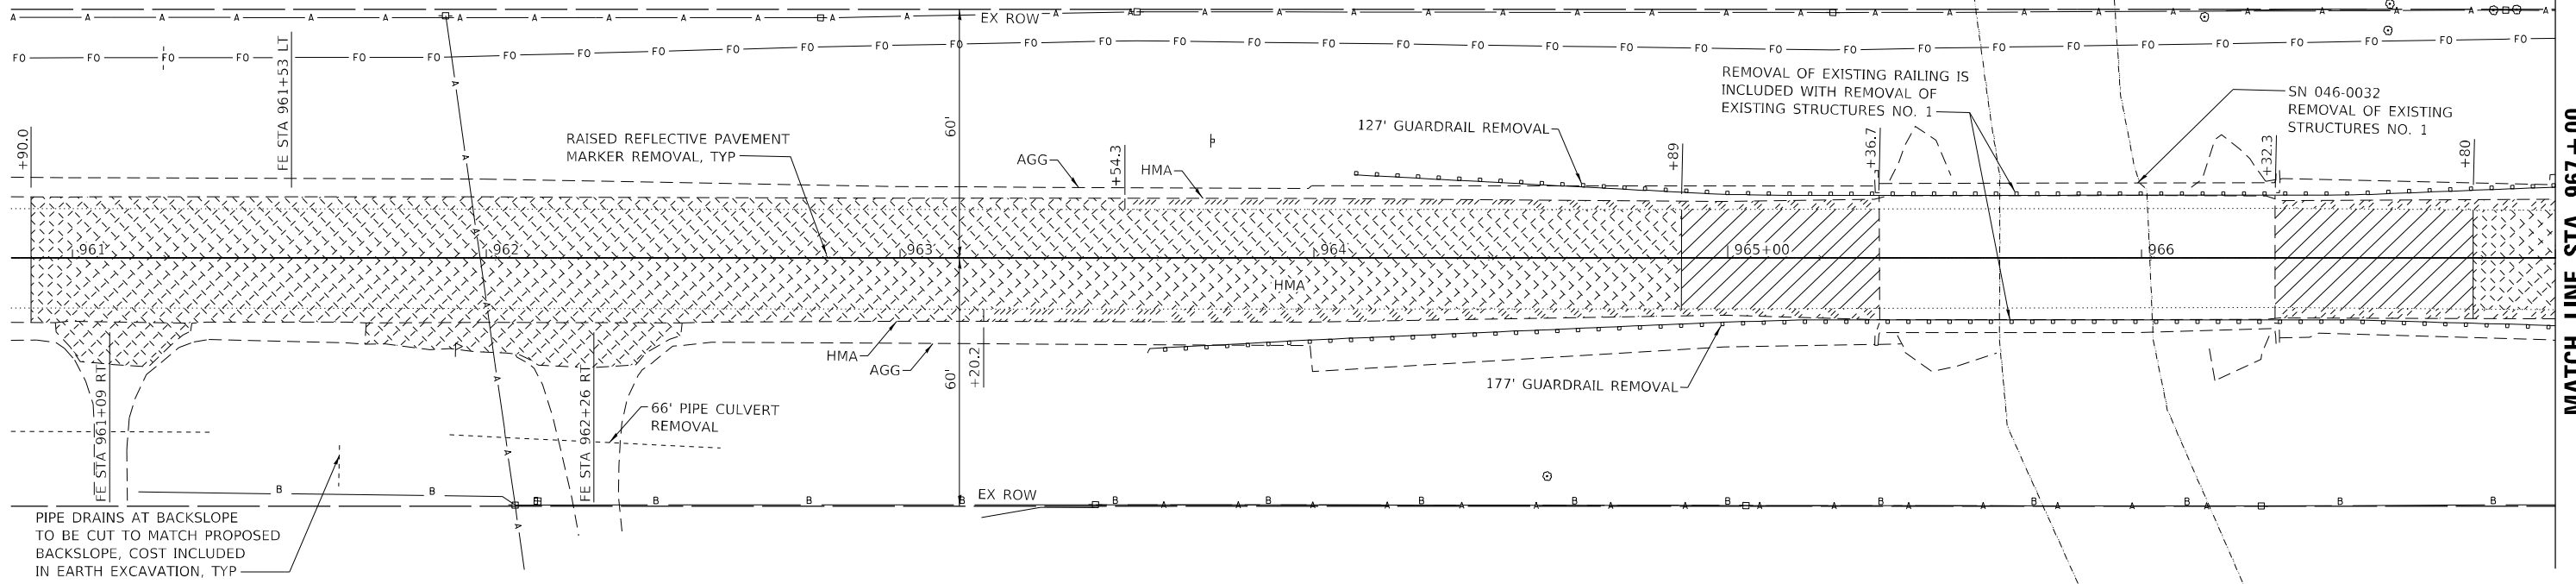 EX ROW
FE STA 961+53 LT
+90.0
RAISED REFLECTIVE PAVEMENT
MARKER REMOVAL, TYP
60'
AGG
+54.3
HMA
127' GUARDRAIL REMOVAL
+89
REMOVAL OF EXISTING RAILING IS
INCLUDED WITH REMOVAL OF
EXISTING STRUCTURES NO. 1
+36.7
SN 046-0032
REMOVAL OF EXISTING
STRUCTURES NO. 1
+32.3
+80
MATCH LINE STA 967+00
961
962
963
964
965+00
966
HMA
HMA
AGG
60'
+20.2
177' GUARDRAIL REMOVAL
FE STA 961+09 RT
FE STA 962+26 RT
66' PIPE CULVERT
REMOVAL
EX ROW
PIPE DRAINS AT BACKSLOPE
TO BE CUT TO MATCH PROPOSED
BACKSLOPE, COST INCLUDED
IN EARTH EXCAVATION, TYP